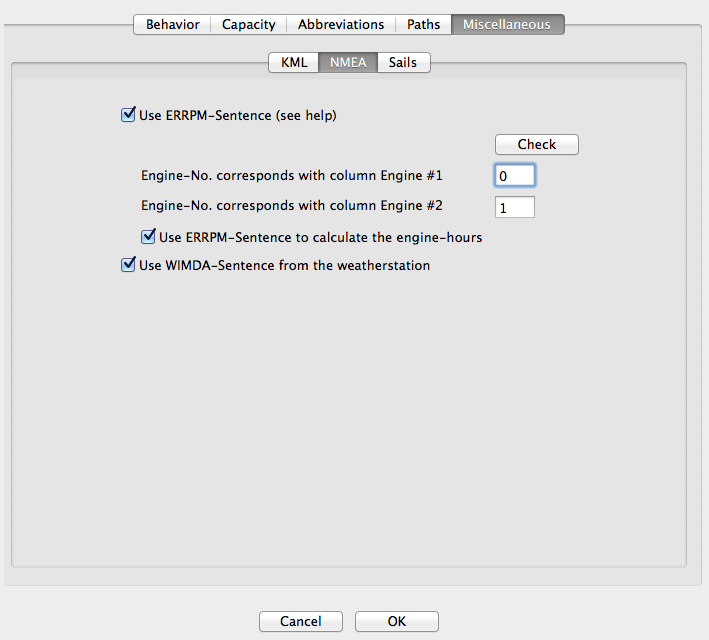 Behavior Capacity Abbreviations Paths Miscellaneous
KML NMEA Sails
Use ERRPM-Sentence (see help)
Check
Engine-No. corresponds with column Engine #1 0
Engine-No. corresponds with column Engine #2 1
Use ERRPM-Sentence to calculate the engine-hours
Use WIMDA-Sentence from the weatherstation
Cancel OK